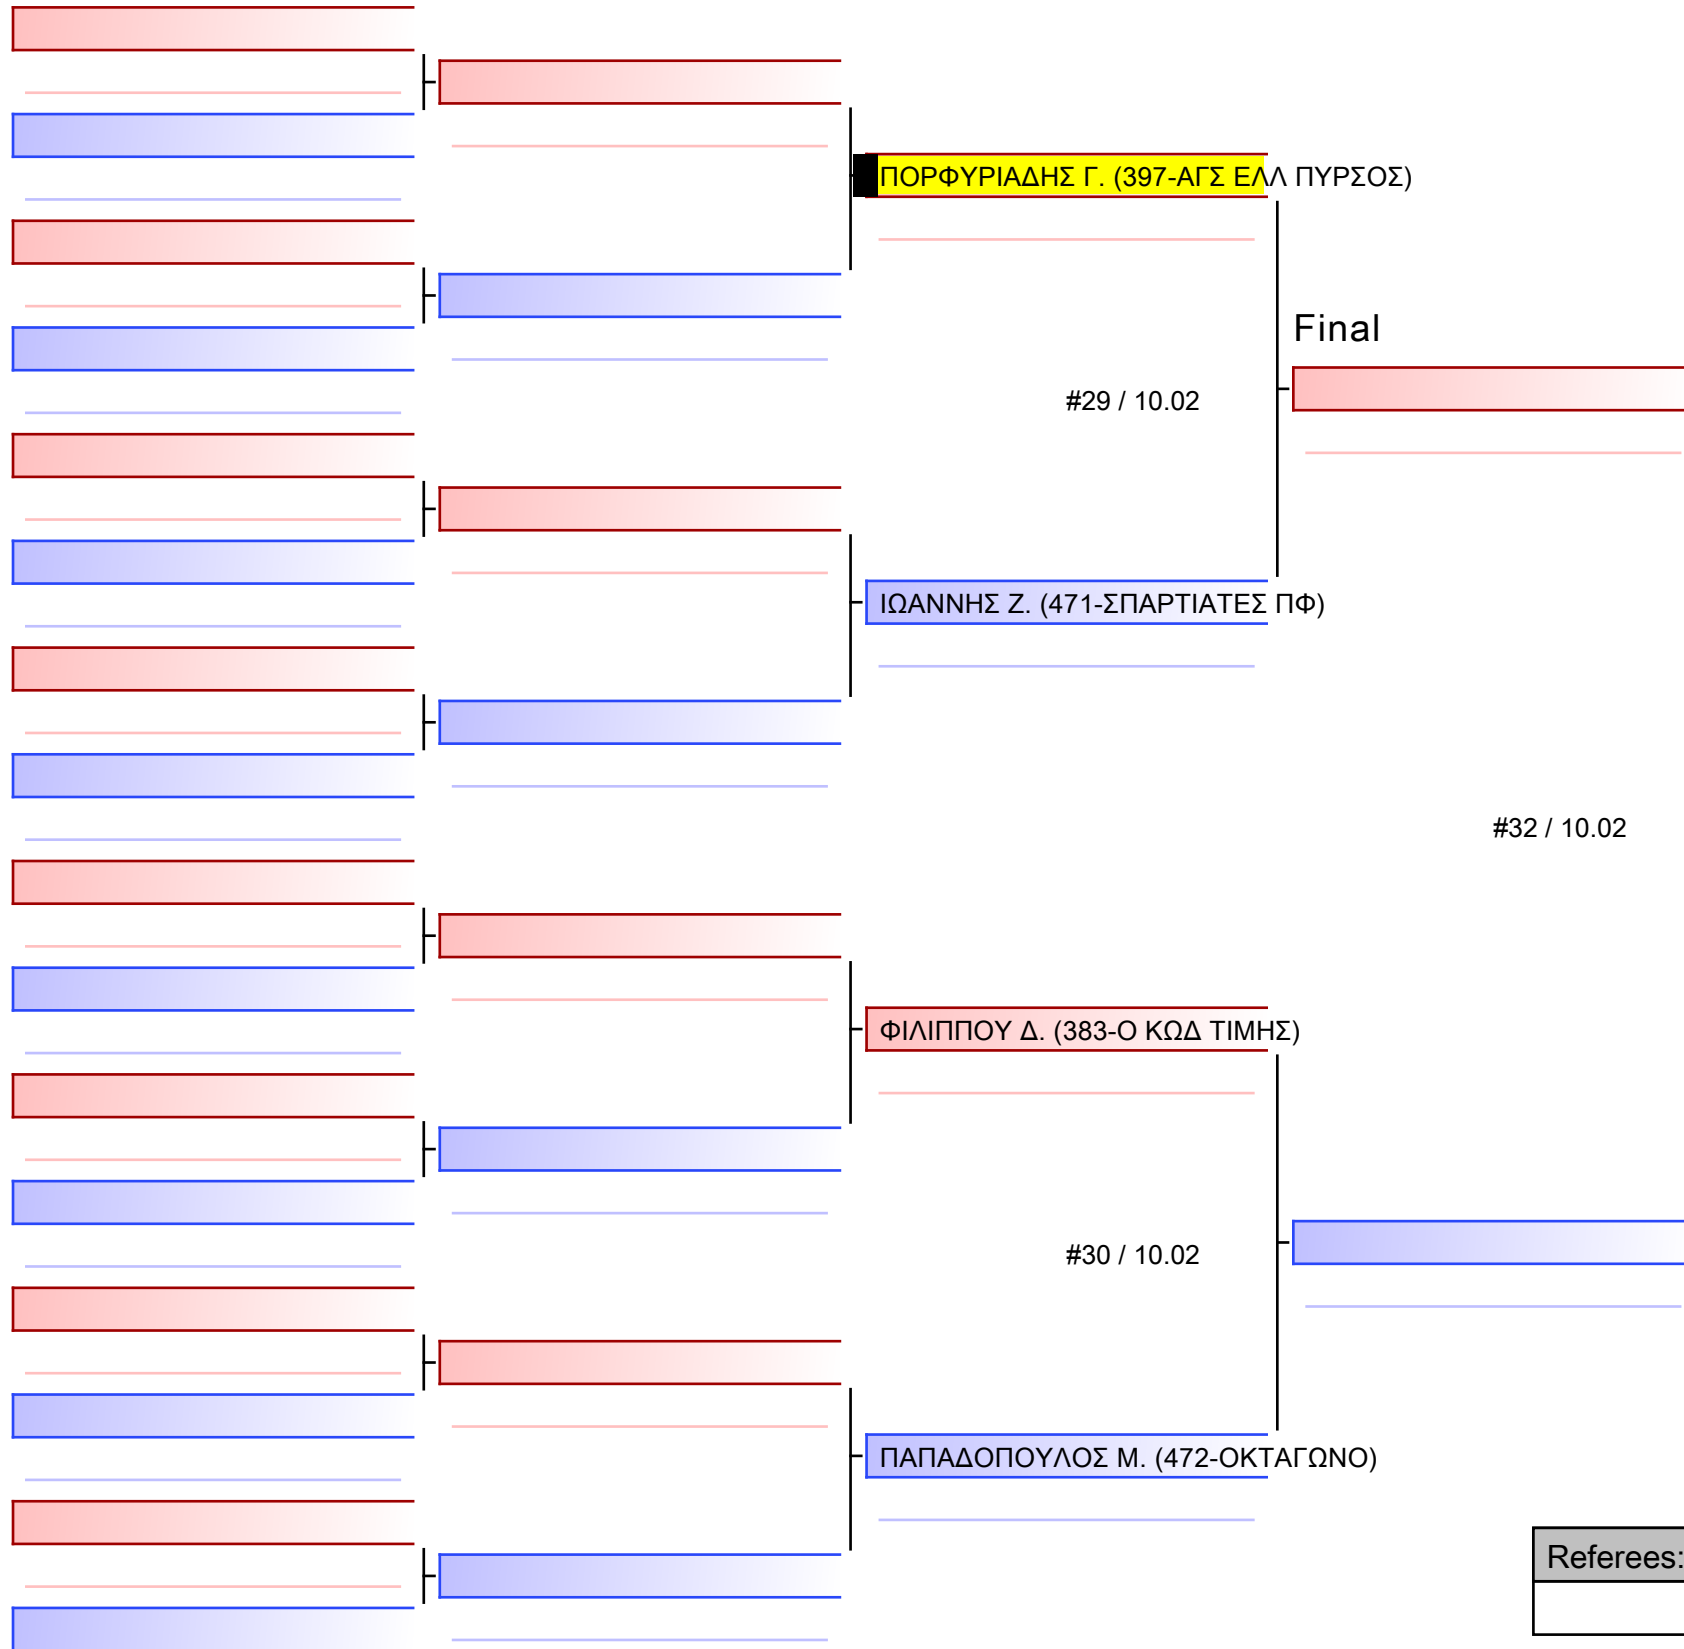 ΠΟΡΦΥΡΙΑΔΗΣ Γ. (397-ΑΓΣ ΕΛΛ ΠΥΡΣΟΣ)
Final
#29 / 10.02
ΙΩΑΝΝΗΣ Ζ. (471-ΣΠΑΡΤΙΑΤΕΣ ΠΦ)
#32 / 10.02
ΦΙΛΙΠΠΟΥ Δ. (383-Ο ΚΩΔ ΤΙΜΗΣ)
#30 / 10.02
ΠΑΠΑΔΟΠΟΥΛΟΣ Μ. (472-ΟΚΤΑΓΩΝΟ)
Referees: